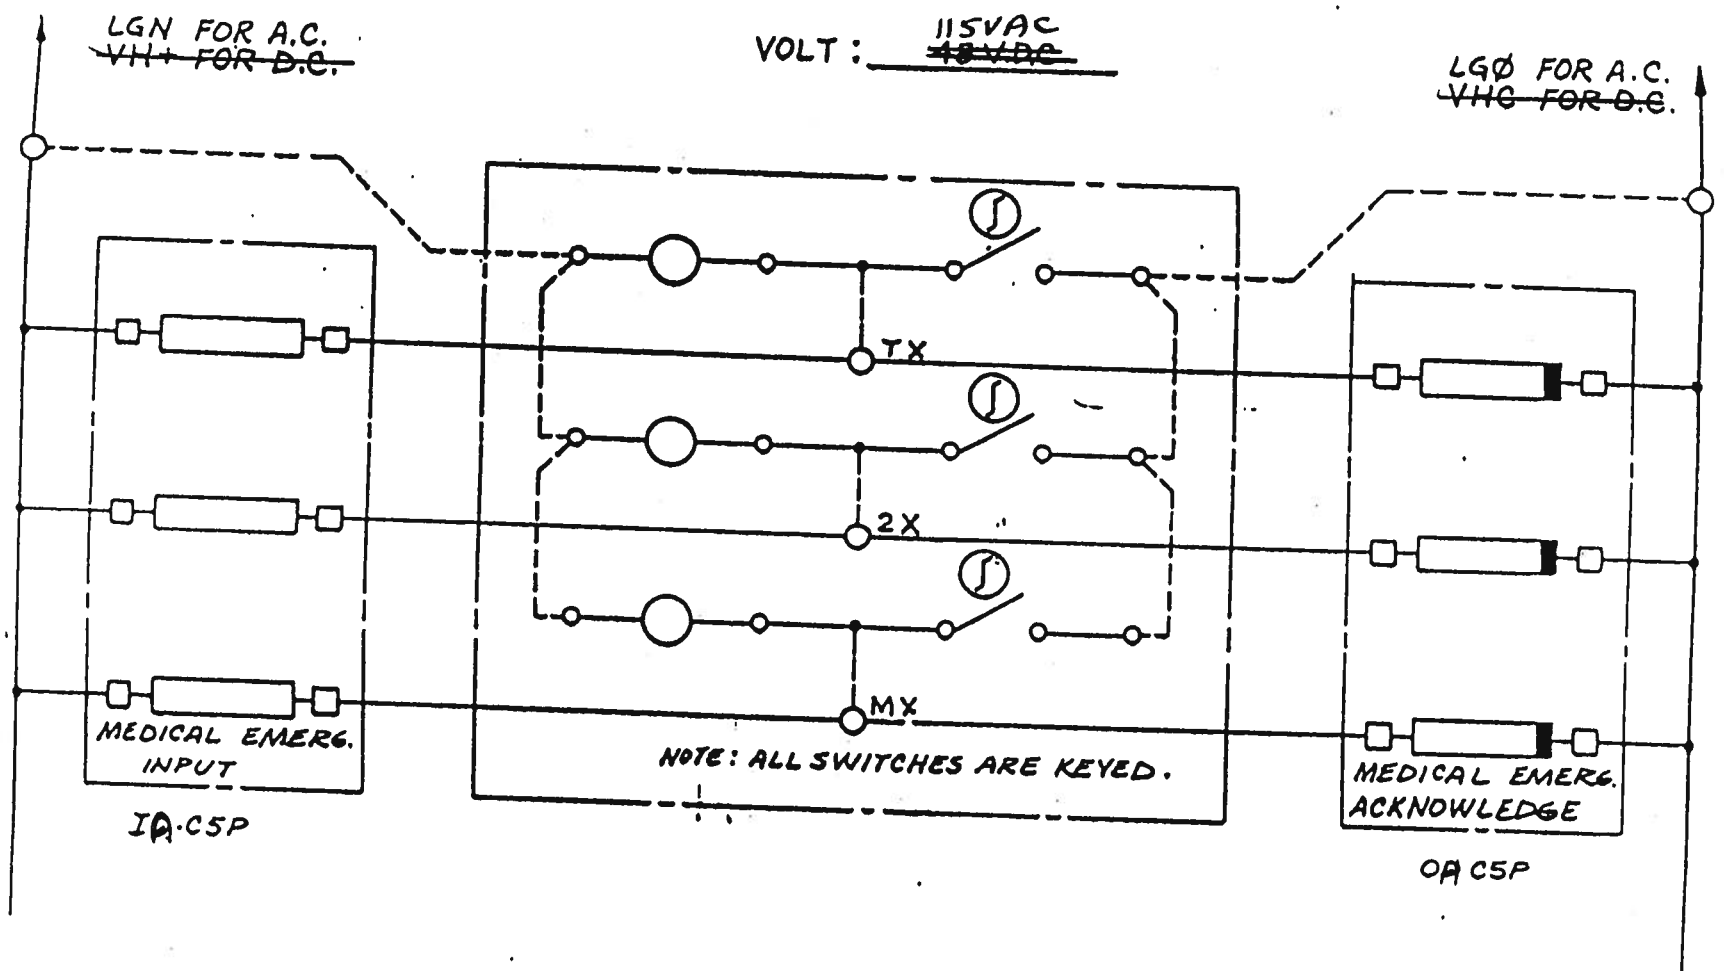 LGN FOR A.C.
VH+ FOR D.C.
VOLT: 115VAC
48 V.D.C
LGØ FOR A.C.
VHC FOR D.C.
TX
2X
MX
MEDICAL EMERG.
INPUT
NOTE: ALL SWITCHES ARE KEYED.
MEDICAL EMERG.
ACKNOWLEDGE
IA·C5P
OA C5P